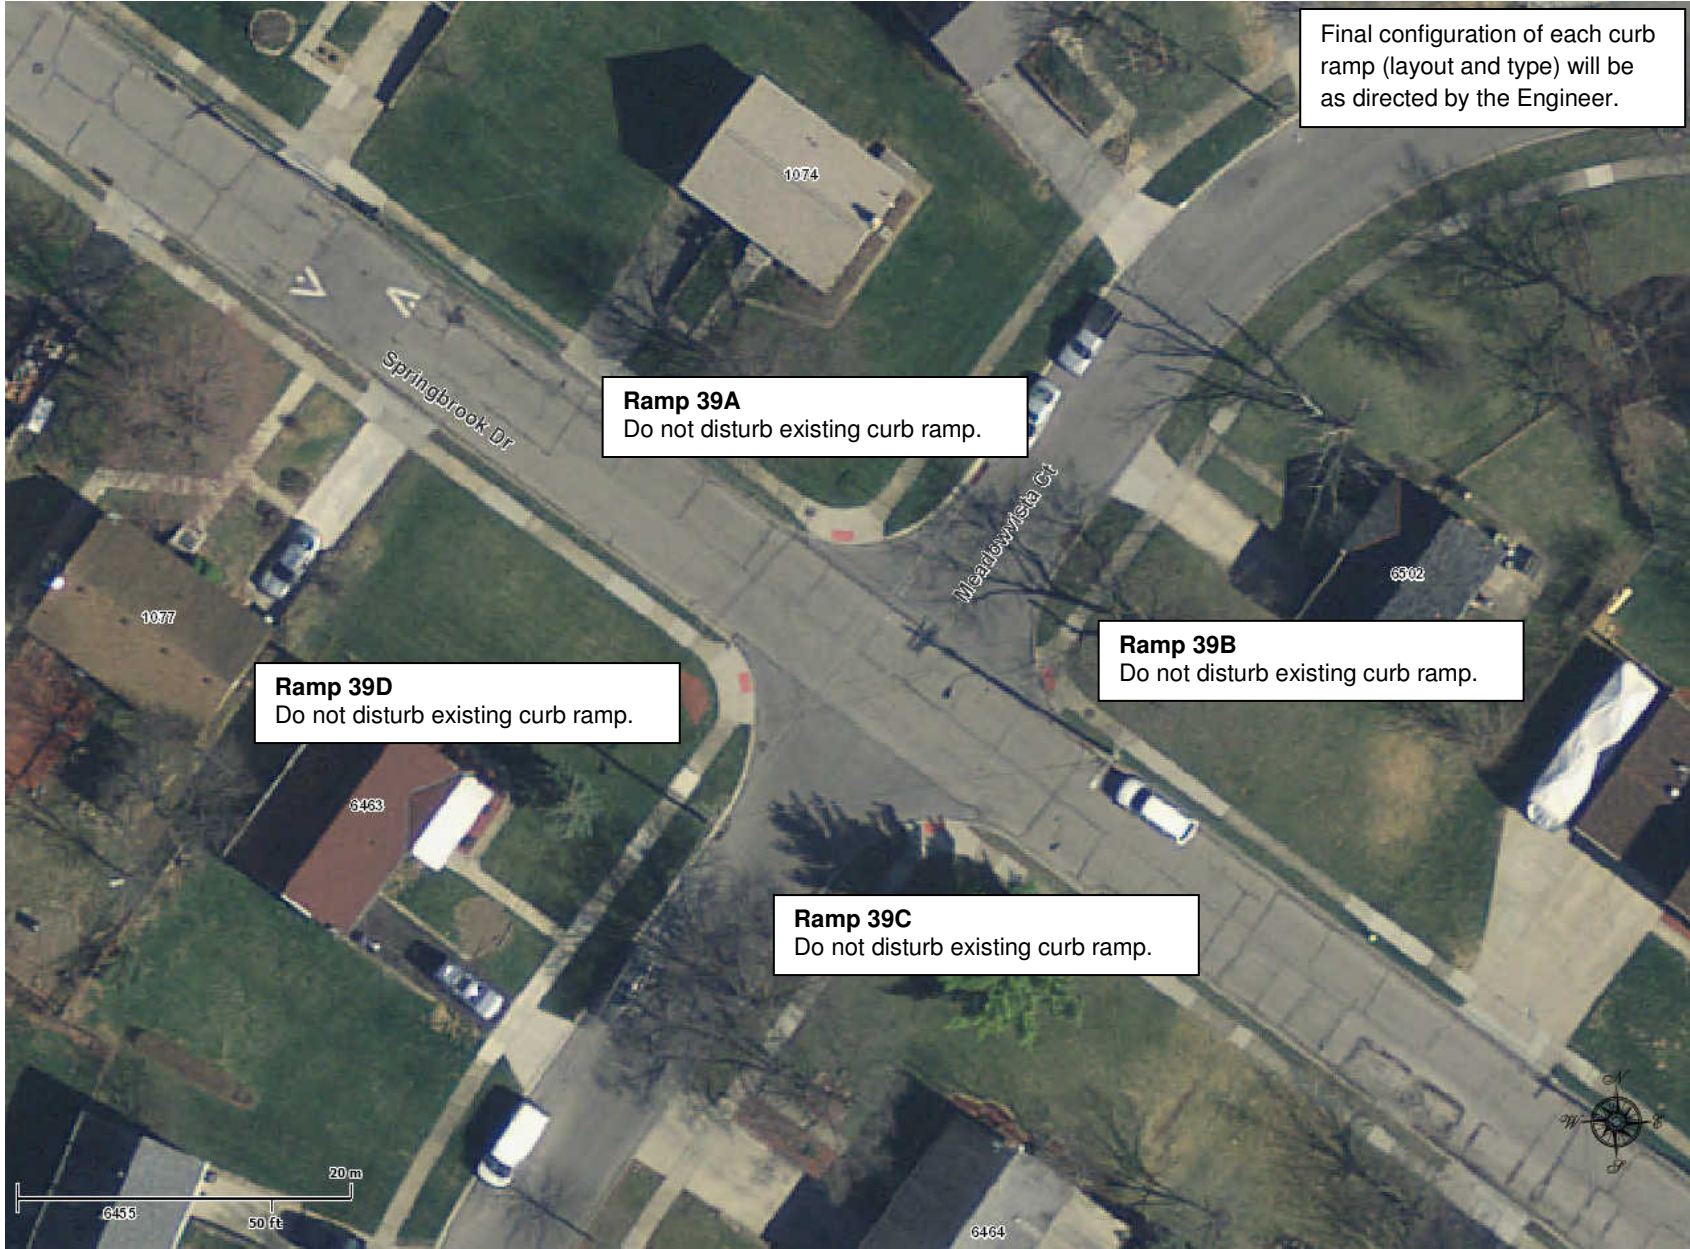 Final configuration of each curb
ramp (layout and type) will be
as directed by the Engineer.
1074
Springbrook Dr
Ramp 39A
Do not disturb existing curb ramp.
Meadowvista Ct
6502
1077
Ramp 39B
Do not disturb existing curb ramp.
Ramp 39D
Do not disturb existing curb ramp.
6463
Ramp 39C
Do not disturb existing curb ramp.
N
W E
S
20 m
50 ft
6455
6464